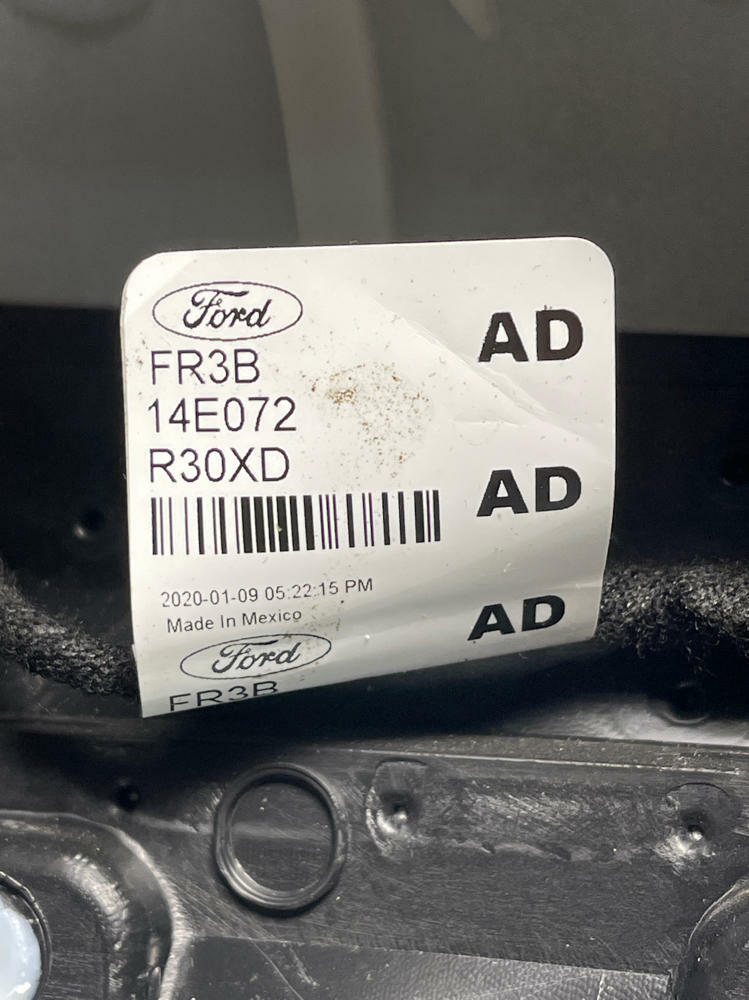 Ford
FR3B
14E072
R30XD
AD
AD
2020-01-09 05:22:15 PM
Made In Mexico
AD
Ford
FR3B